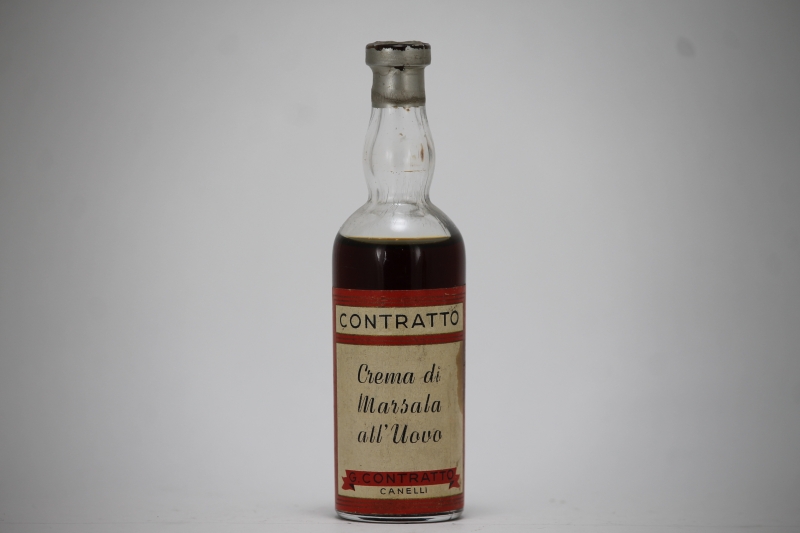 CONTRATTO
Crema di
Marsala
all'Uovo
G. CONTRATTO
CANELLI